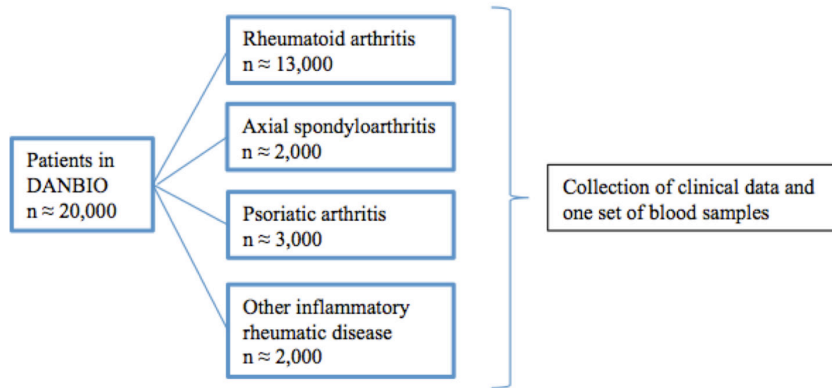 Patients in
DANBIO
n ≈ 20,000
Rheumatoid arthritis
n ≈ 13,000
Axial spondyloarthritis
n ≈ 2,000
Psoriatic arthritis
n ≈ 3,000
Other inflammatory
rheumatic disease
n ≈ 2,000
Collection of clinical data and
one set of blood samples